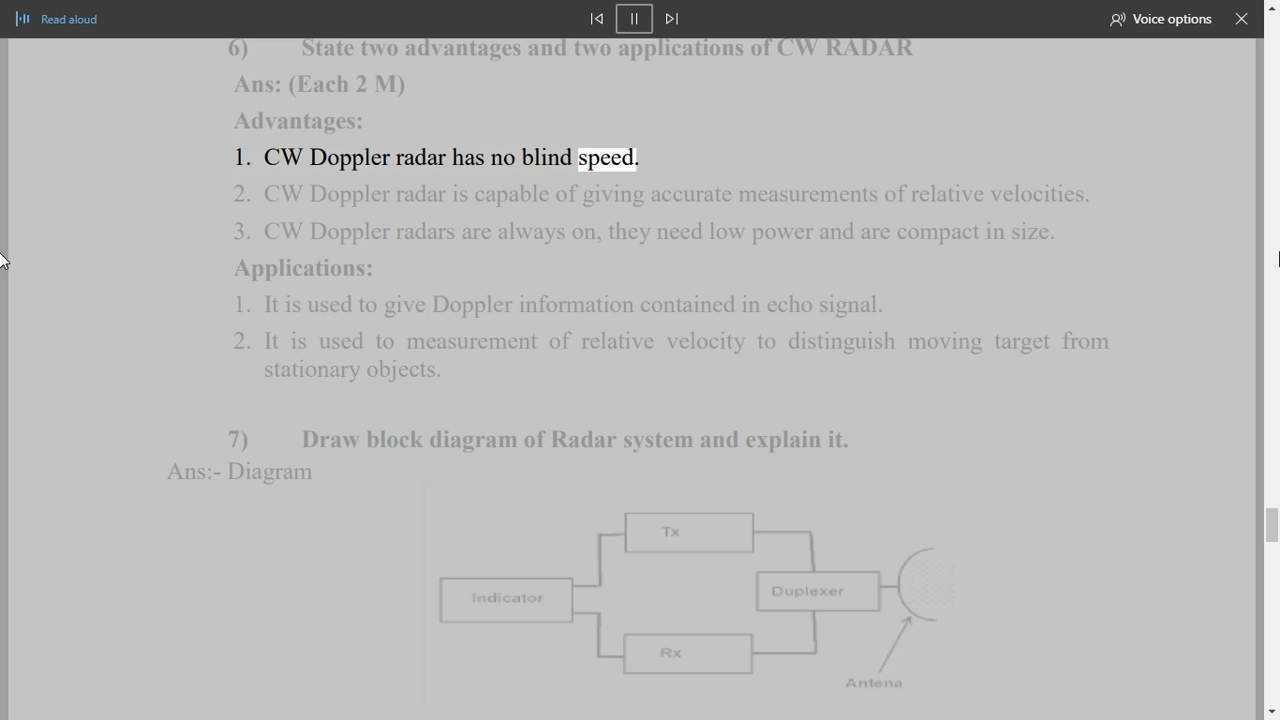 Read aloud
Voice options
6) State two advantages and two applications of CW RADAR
Ans: (Each 2 M)
Advantages:
1. CW Doppler radar has no blind speed.
2. CW Doppler radar is capable of giving accurate measurements of relative velocities.
3. CW Doppler radars are always on, they need low power and are compact in size.
Applications:
1. It is used to give Doppler information contained in echo signal.
2. It is used to measurement of relative velocity to distinguish moving target from
stationary objects.
7) Draw block diagram of Radar system and explain it.
Ans:- Diagram
Tx
Indicator
Duplexer
Rx
Antena